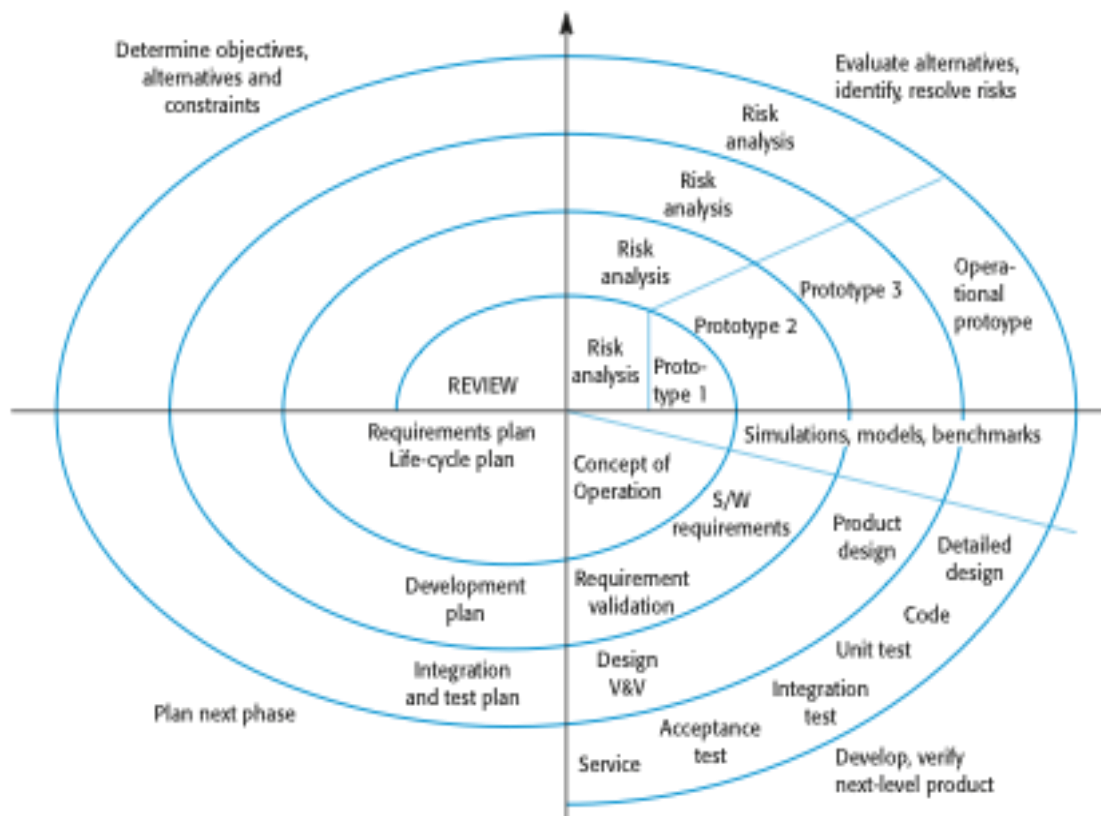 Determine objectives,
alternatives and
constraints
Evaluate alternatives,
identify, resolve risks
Risk
analysis
Risk
analysis
Risk
analysis
Risk
analysis
Proto-
type 1
Prototype 2
Prototype 3
Opera-
tional
protoype
REVIEW
Requirements plan
Life-cycle plan
Simulations, models, benchmarks
Concept of
Operation
S/W
requirements
Product
design
Detailed
design
Development
plan
Requirement
validation
Code
Unit test
Integration
and test plan
Design
V&V
Integration
test
Acceptance
test
Service
Plan next phase
Develop, verify
next-level product